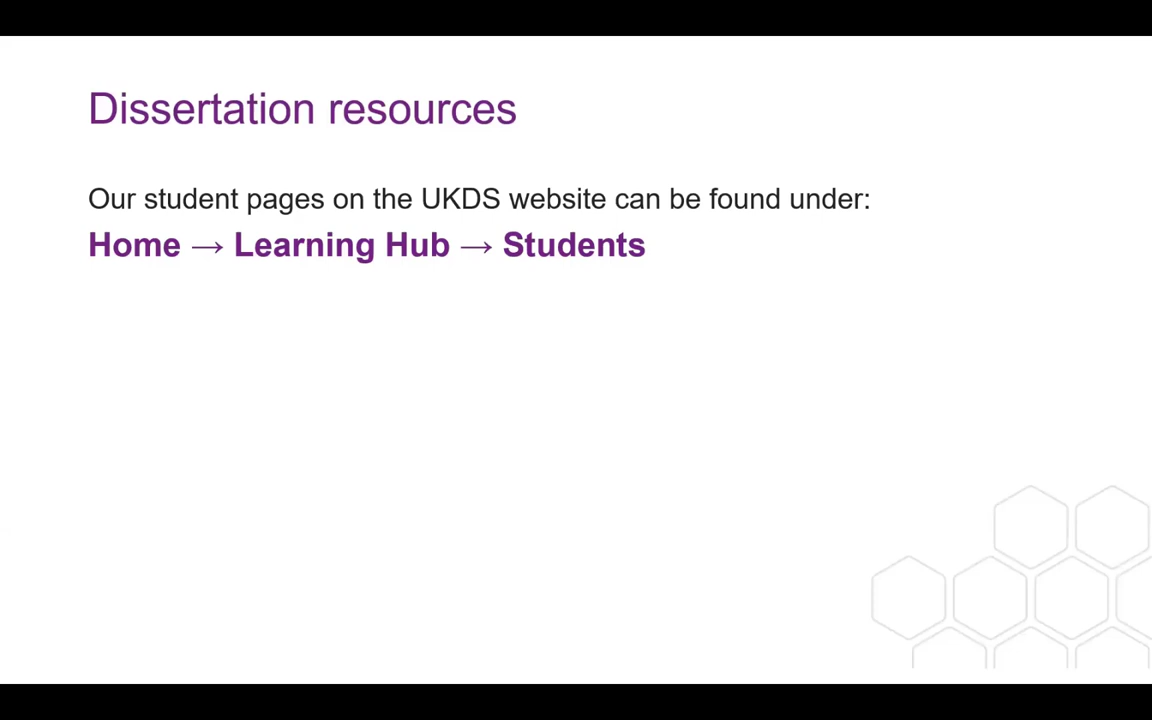 Dissertation resources
Our student pages on the UKDS website can be found under:
Home → Learning Hub → Students